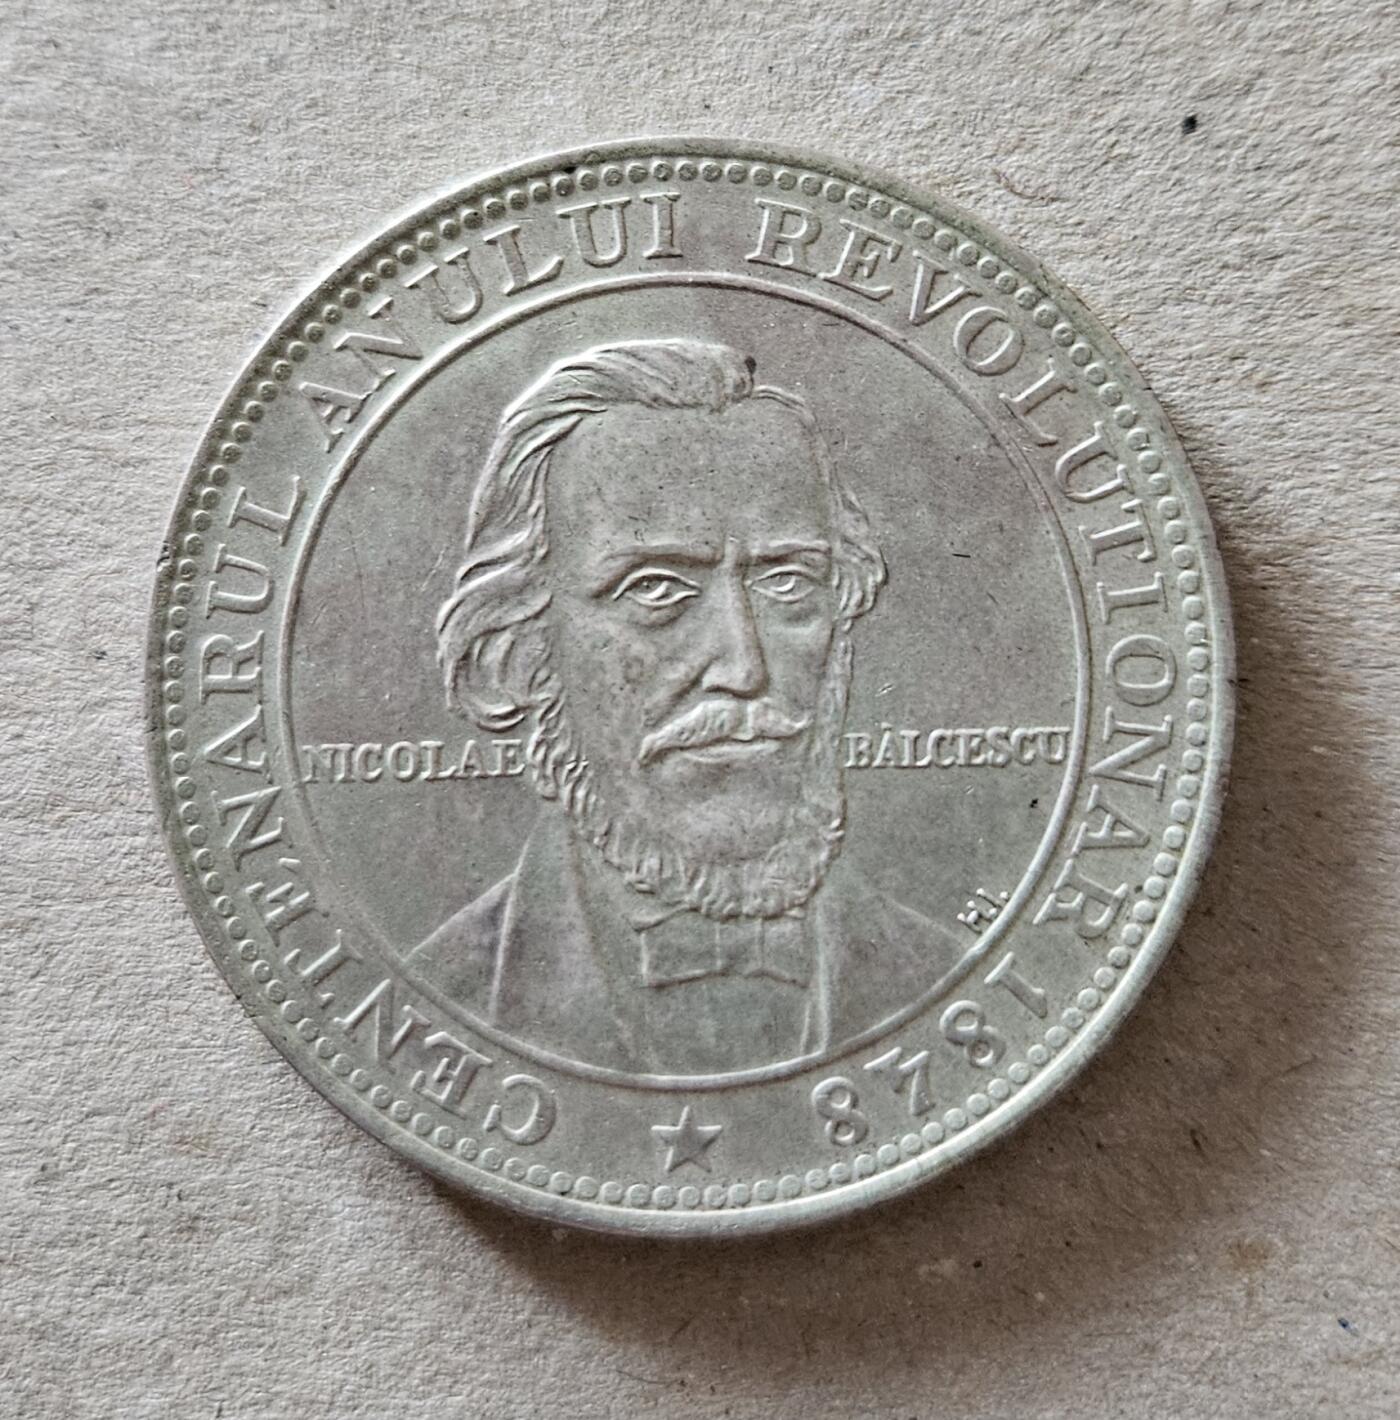 CENTENARUL ANULUI REVOLUTIONAR 1848
NICOLAE BĂLCESCU
H.I.